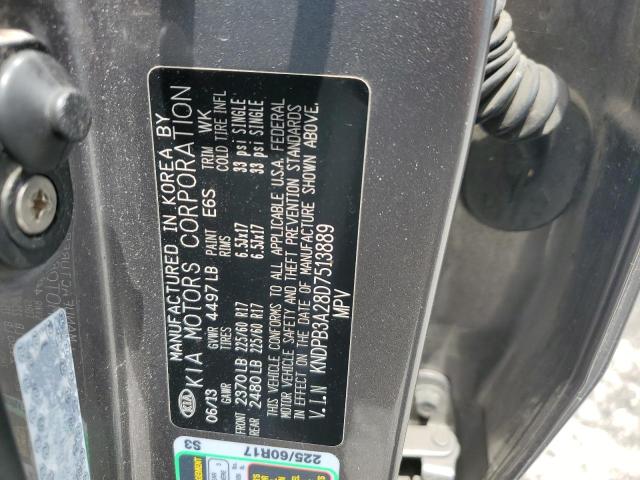 KIA
MANUFACTURED IN KOREA BY
KIA MOTORS CORPORATION
06/13 GVWR 4497 LB PAINT E6S TRIM WK
GAWR TIRES RIMS COLD TIRE INFL
FRONT 2370 LB 225/60 R17 6.5Jx17 33 psi SINGLE
REAR 2480 LB 225/60 R17 6.5Jx17 33 psi SINGLE
THIS VEHICLE CONFORMS TO ALL APPLICABLE U.S.A. FEDERAL
MOTOR VEHICLE SAFETY AND THEFT PREVENTION STANDARDS
IN EFFECT ON THE DATE OF MANUFACTURE SHOWN ABOVE.
V.I.N KNDPB3A28D7513889
MPV
225/60R17
S3